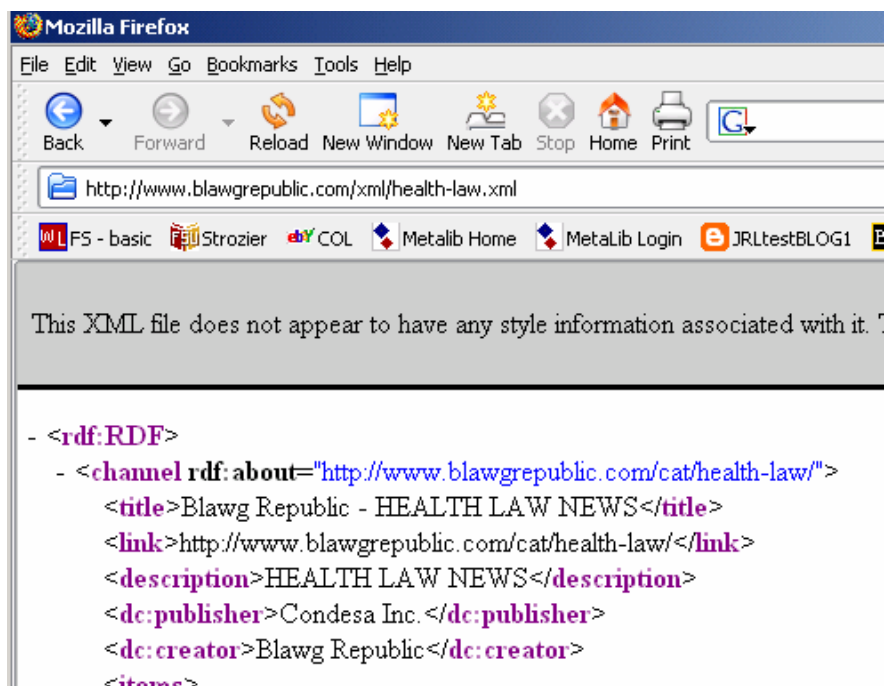 Mozilla Firefox
File Edit View Go Bookmarks Tools Help
Back Forward Reload New Window New Tab Stop Home Print G
http://www.blawgrepublic.com/xml/health-law.xml
WL FS - basic FSU Strozier ebY COL Metalib Home MetaLib Login JRLtestBLOG1 B
This XML file does not appear to have any style information associated with it. T
- <rdf:RDF>
- <channel rdf:about="http://www.blawgrepublic.com/cat/health-law/">
<title>Blawg Republic - HEALTH LAW NEWS</title>
<link>http://www.blawgrepublic.com/cat/health-law/</link>
<description>HEALTH LAW NEWS</description>
<dc:publisher>Condesa Inc.</dc:publisher>
<dc:creator>Blawg Republic</dc:creator>
<items>